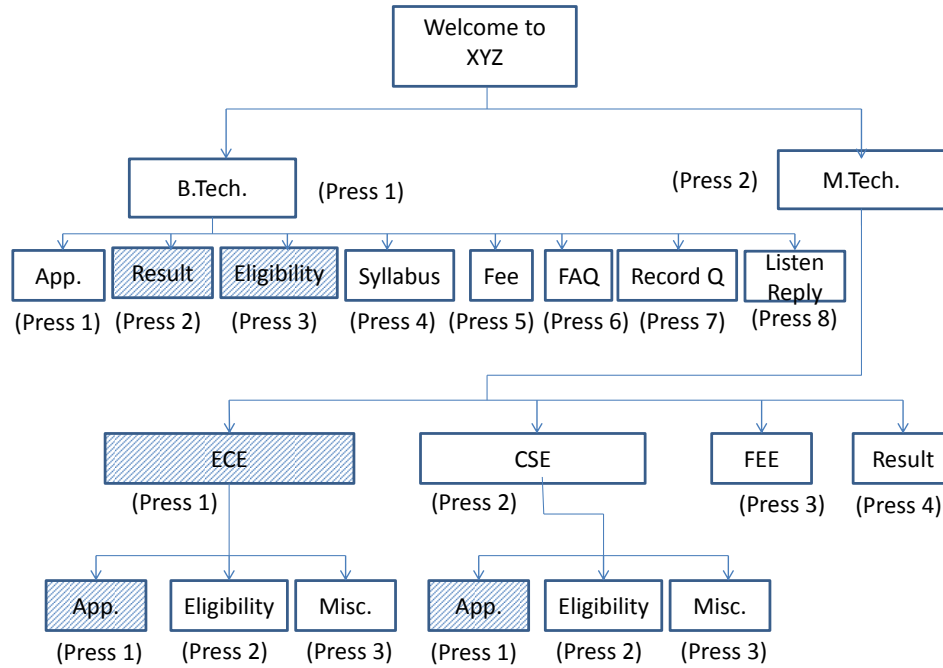 Welcome to
XYZ
B.Tech.
(Press 1)
(Press 2)
M.Tech.
App.
Result
Eligibility
Syllabus
Fee
FAQ
Record Q
Listen
Reply
(Press 1)
(Press 2)
(Press 3)
(Press 4)
(Press 5)
(Press 6)
(Press 7)
(Press 8)
ECE
CSE
FEE
Result
(Press 1)
(Press 2)
(Press 3)
(Press 4)
App.
Eligibility
Misc.
App.
Eligibility
Misc.
(Press 1)
(Press 2)
(Press 3)
(Press 1)
(Press 2)
(Press 3)